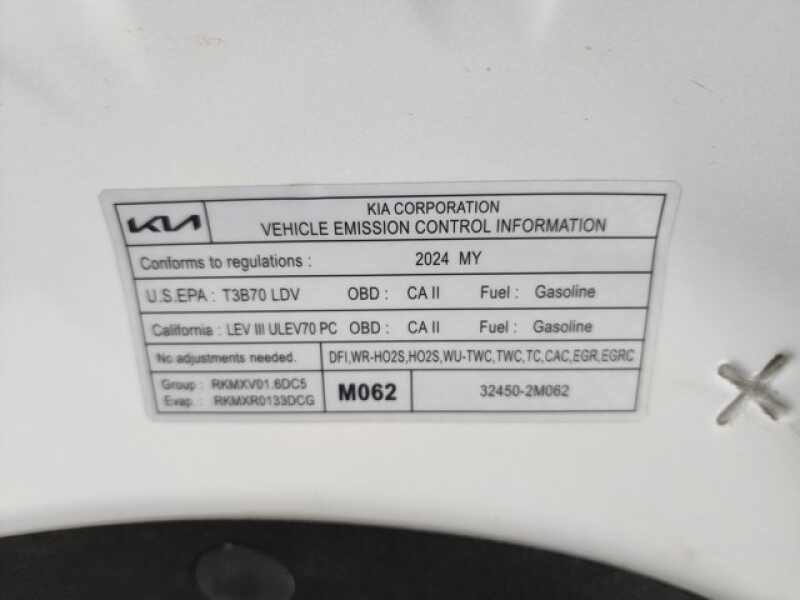 KIA
KIA CORPORATION
VEHICLE EMISSION CONTROL INFORMATION
Conforms to regulations : 2024 MY
U.S.EPA : T3B70 LDV OBD : CA II Fuel : Gasoline
California : LEV III ULEV70 PC OBD : CA II Fuel : Gasoline
No adjustments needed. DFI,WR-HO2S,HO2S,WU-TWC,TWC,TC,CAC,EGR,EGRC
Group : RKMXV01.6DC5
Evap : RKMXR0133DCG
M062
32450-2M062